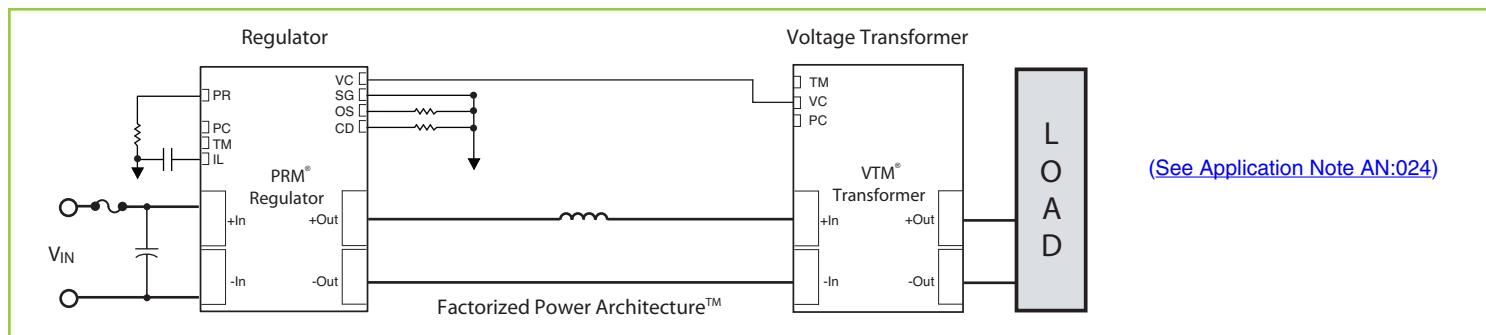 Regulator
Voltage Transformer
PR
PC
TM
IL
VC
SG
OS
CD
PRM®
Regulator
+In
-In
+Out
-Out
VIN
Factorized Power Architecture™
TM
VC
PC
VTM®
Transformer
+In
-In
+Out
-Out
L
O
A
D
(See Application Note AN:024)